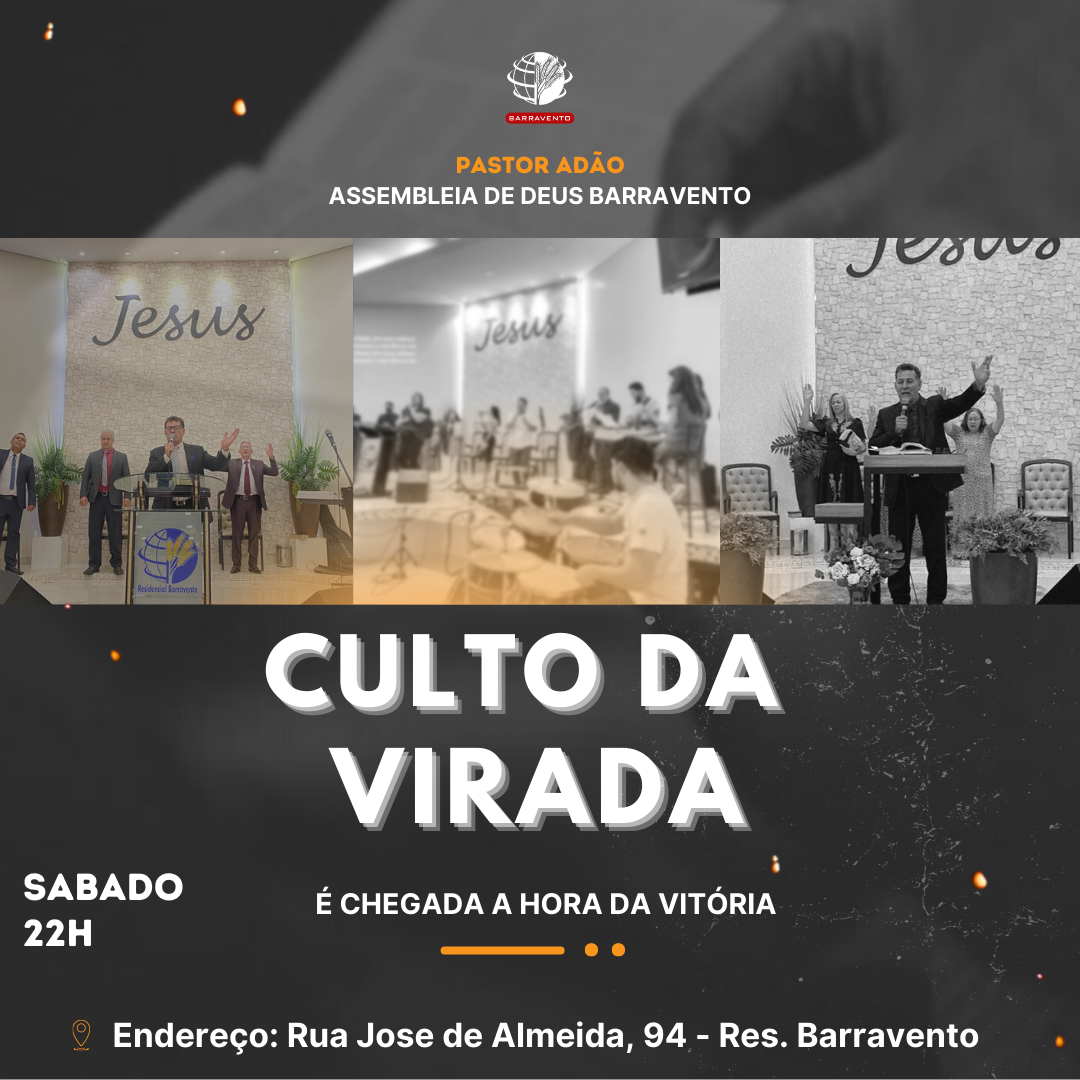 BARRAVENTO
PASTOR ADÃO
ASSEMBLEIA DE DEUS BARRAVENTO
Jesus
Jesus
Jesus
Residencial Barravento
CULTO DA
VIRADA
SABADO
22H
É CHEGADA A HORA DA VITÓRIA
Endereço: Rua Jose de Almeida, 94 - Res. Barravento